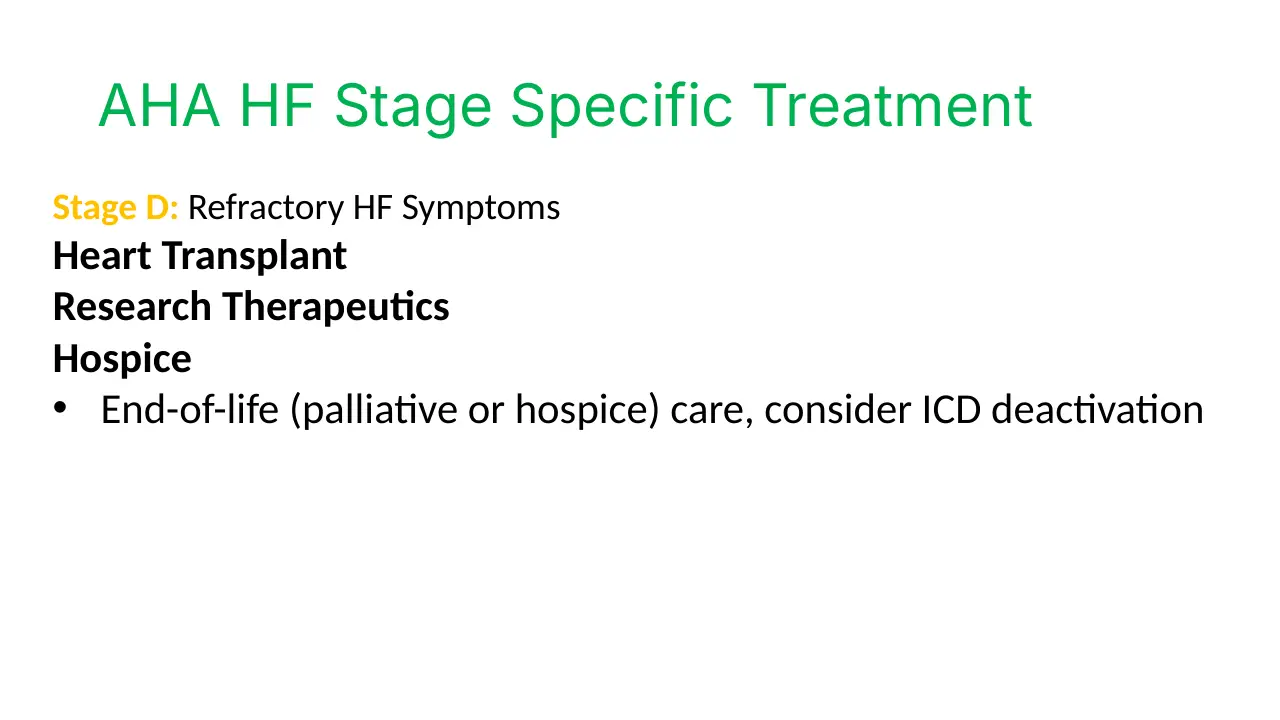 AHA HF Stage Specific Treatment
Stage D: Refractory HF Symptoms
Heart Transplant
Research Therapeutics
Hospice
• End-of-life (palliative or hospice) care, consider ICD deactivation